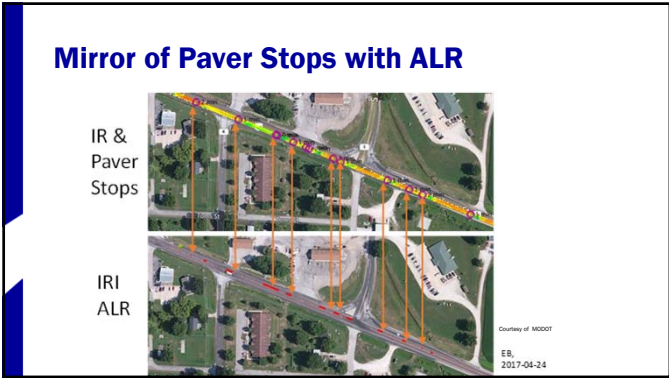 Mirror of Paver Stops with ALR
IR &
Paver
Stops
IRI
ALR
Courtesy of MODOT
EB,
2017-04-24